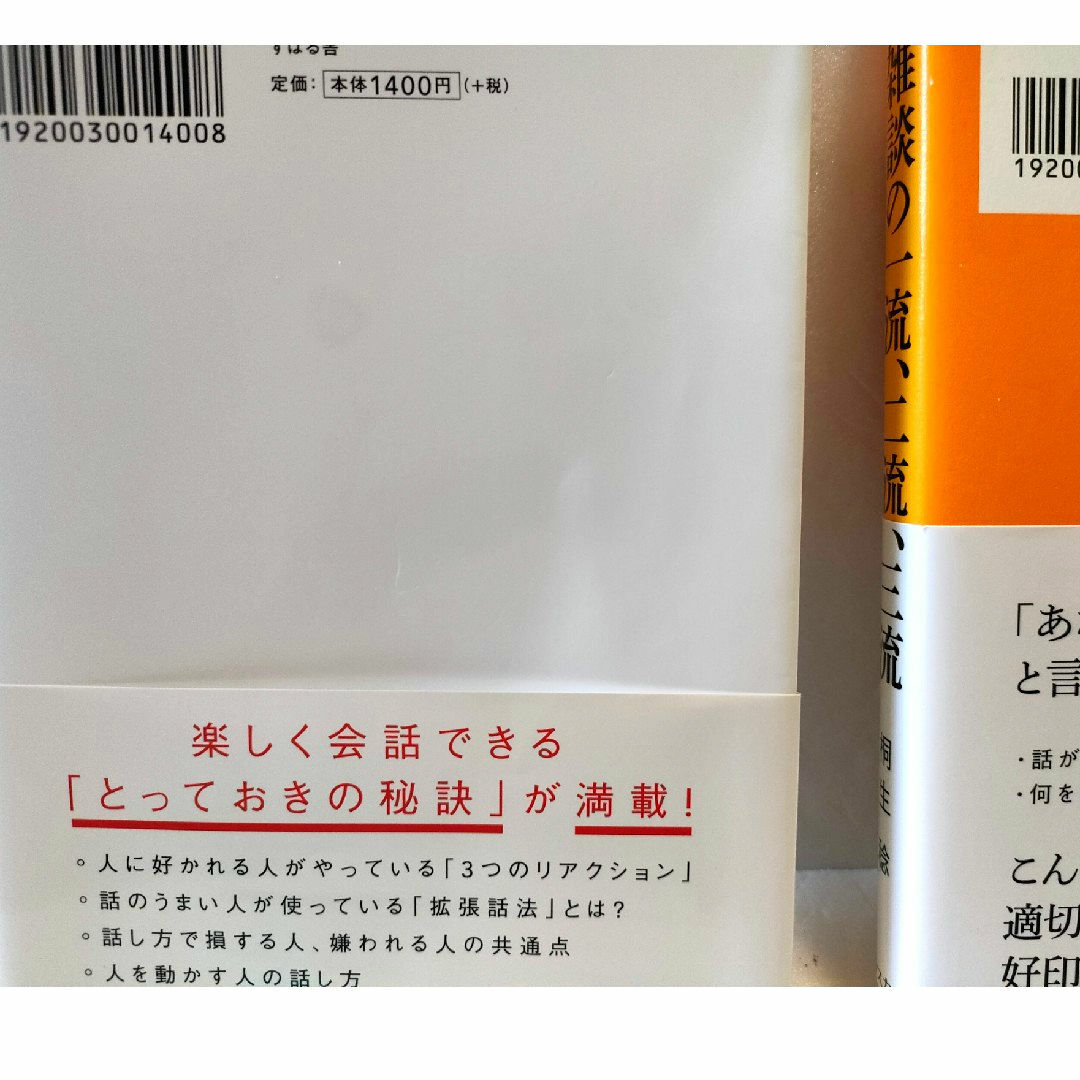 すばる舎
定価：本体1400円（+税）
1920030014008
楽しく会話できる
「とっておきの秘訣」が満載！
◦ 人に好かれる人がやっている「３つのリアクション」
◦ 話のうまい人が使っている「拡張話法」とは？
◦ 話し方で損する人、嫌われる人の共通点
◦ 人を動かす人の話し方
雑談の一流、二流、三流
桐生 稔
1920
「あ
と言
・話が
・何を
こん
適切
好印